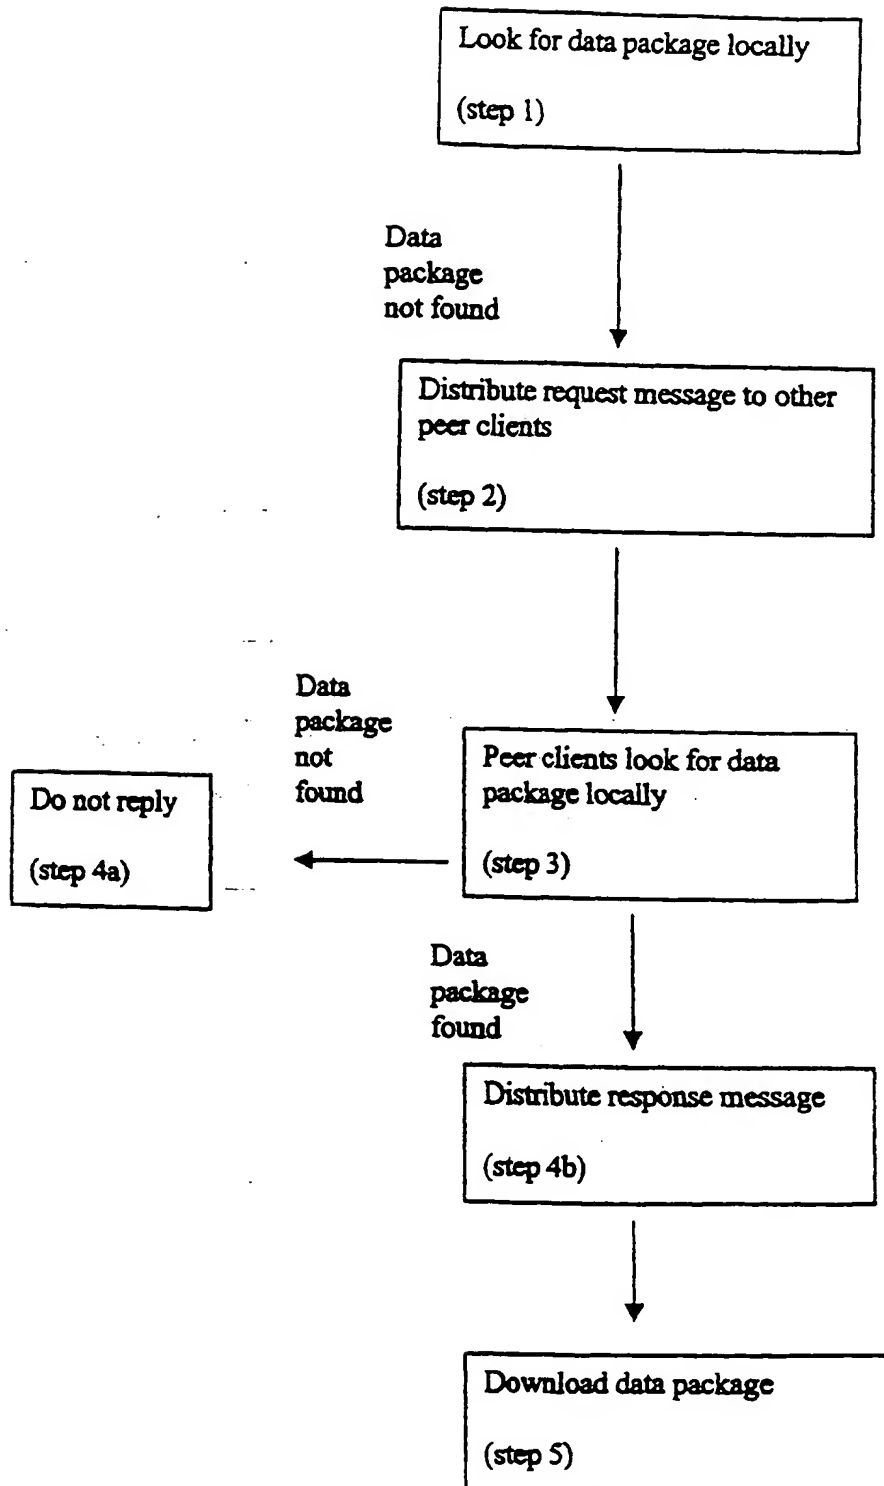 Look for data package locally
(step 1)
Data
package
not found
Distribute request message to other
peer clients
(step 2)
Data
package
not
found
Peer clients look for data
package locally
(step 3)
Do not reply
(step 4a)
Data
package
found
Distribute response message
(step 4b)
Download data package
(step 5)